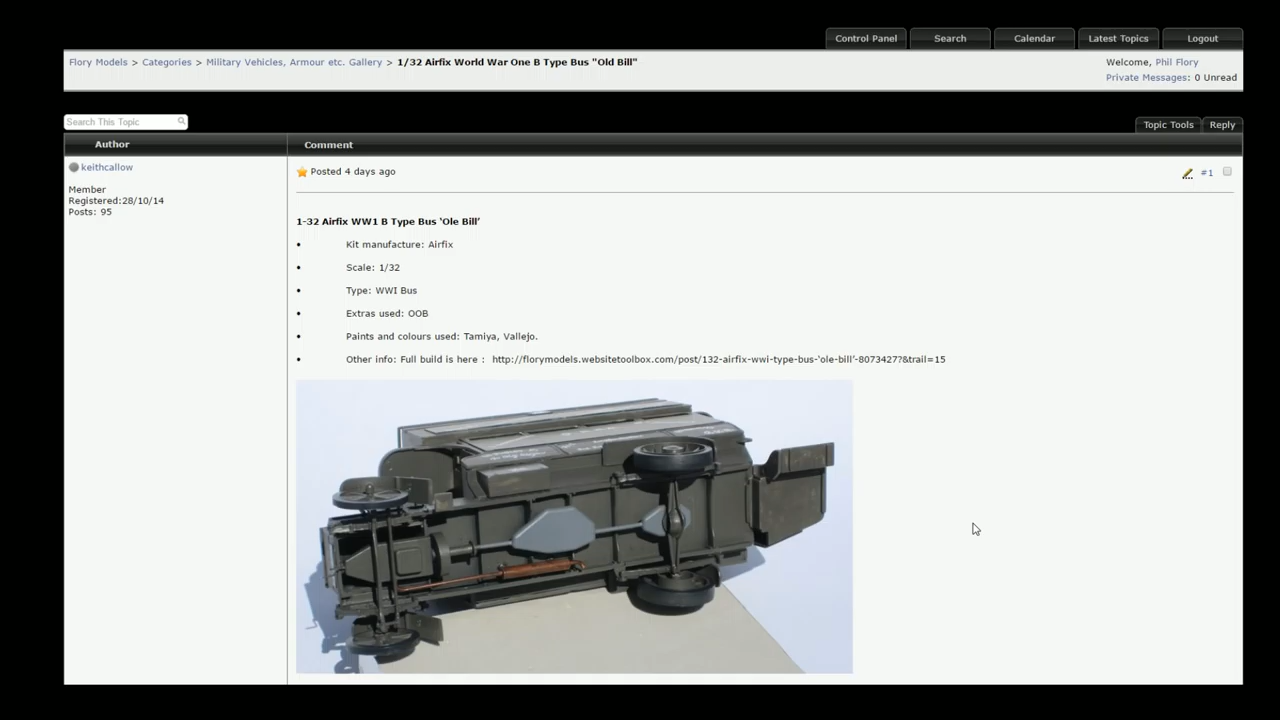 Control Panel Search Calendar Latest Topics Logout
Flory Models > Categories > Military Vehicles, Armour etc. Gallery > 1/32 Airfix World War One B Type Bus "Old Bill"
Welcome, Phil Flory
Private Messages: 0 Unread
Search This Topic
Topic Tools Reply
Author Comment
keithcallow
Member
Registered:28/10/14
Posts: 95
Posted 4 days ago
#1
1-32 Airfix WW1 B Type Bus ‘Ole Bill’
• Kit manufacture: Airfix
• Scale: 1/32
• Type: WWI Bus
• Extras used: OOB
• Paints and colours used: Tamiya, Vallejo.
• Other info: Full build is here : http://florymodels.websitetoolbox.com/post/132-airfix-wwi-type-bus-‘ole-bill’-8073427?&trail=15